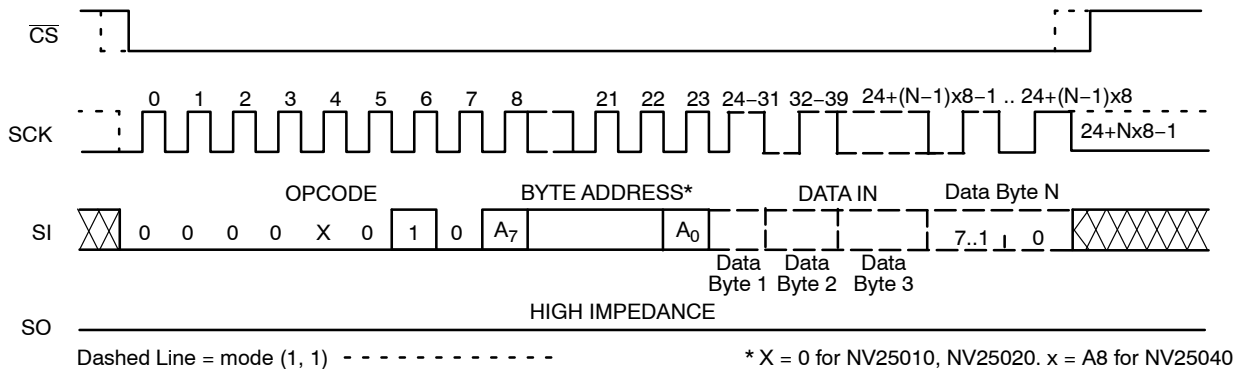 CS
0 1 2 3 4 5 6 7 8 21 22 23 24−31 32−39 24+(N−1)x8−1 .. 24+(N−1)x8
SCK
24+Nx8−1
OPCODE BYTE ADDRESS* DATA IN Data Byte N
SI
0 0 0 0 X 0 1 0 A7 A0 7..1 0
Data Byte 1
Data Byte 2
Data Byte 3
HIGH IMPEDANCE
SO
Dashed Line = mode (1, 1)
* X = 0 for NV25010, NV25020. x = A8 for NV25040